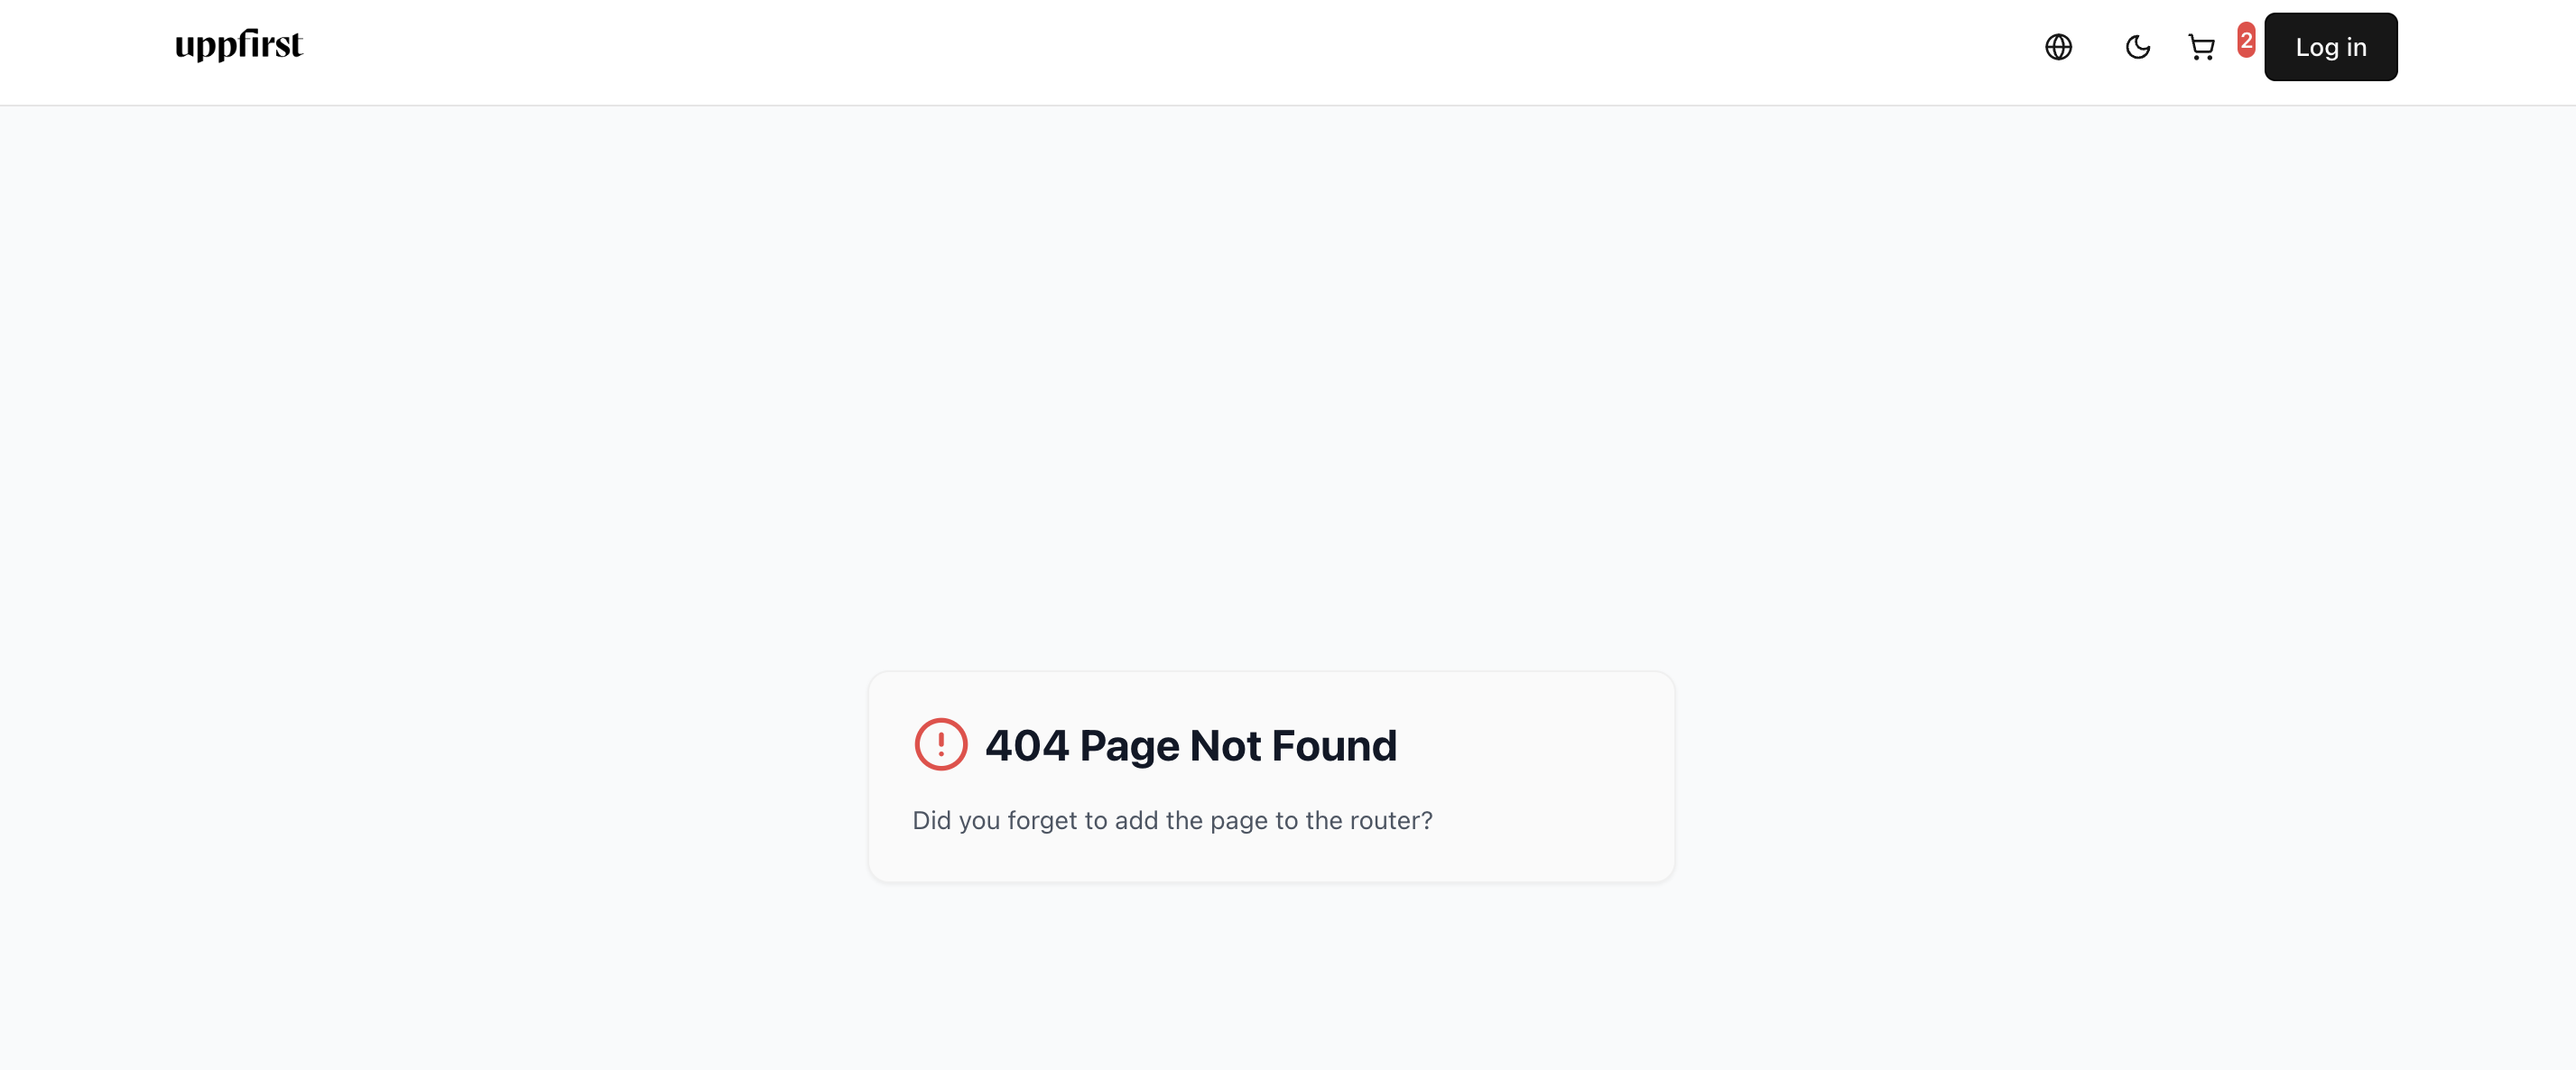 uppfirst
2
Log in
404 Page Not Found
Did you forget to add the page to the router?